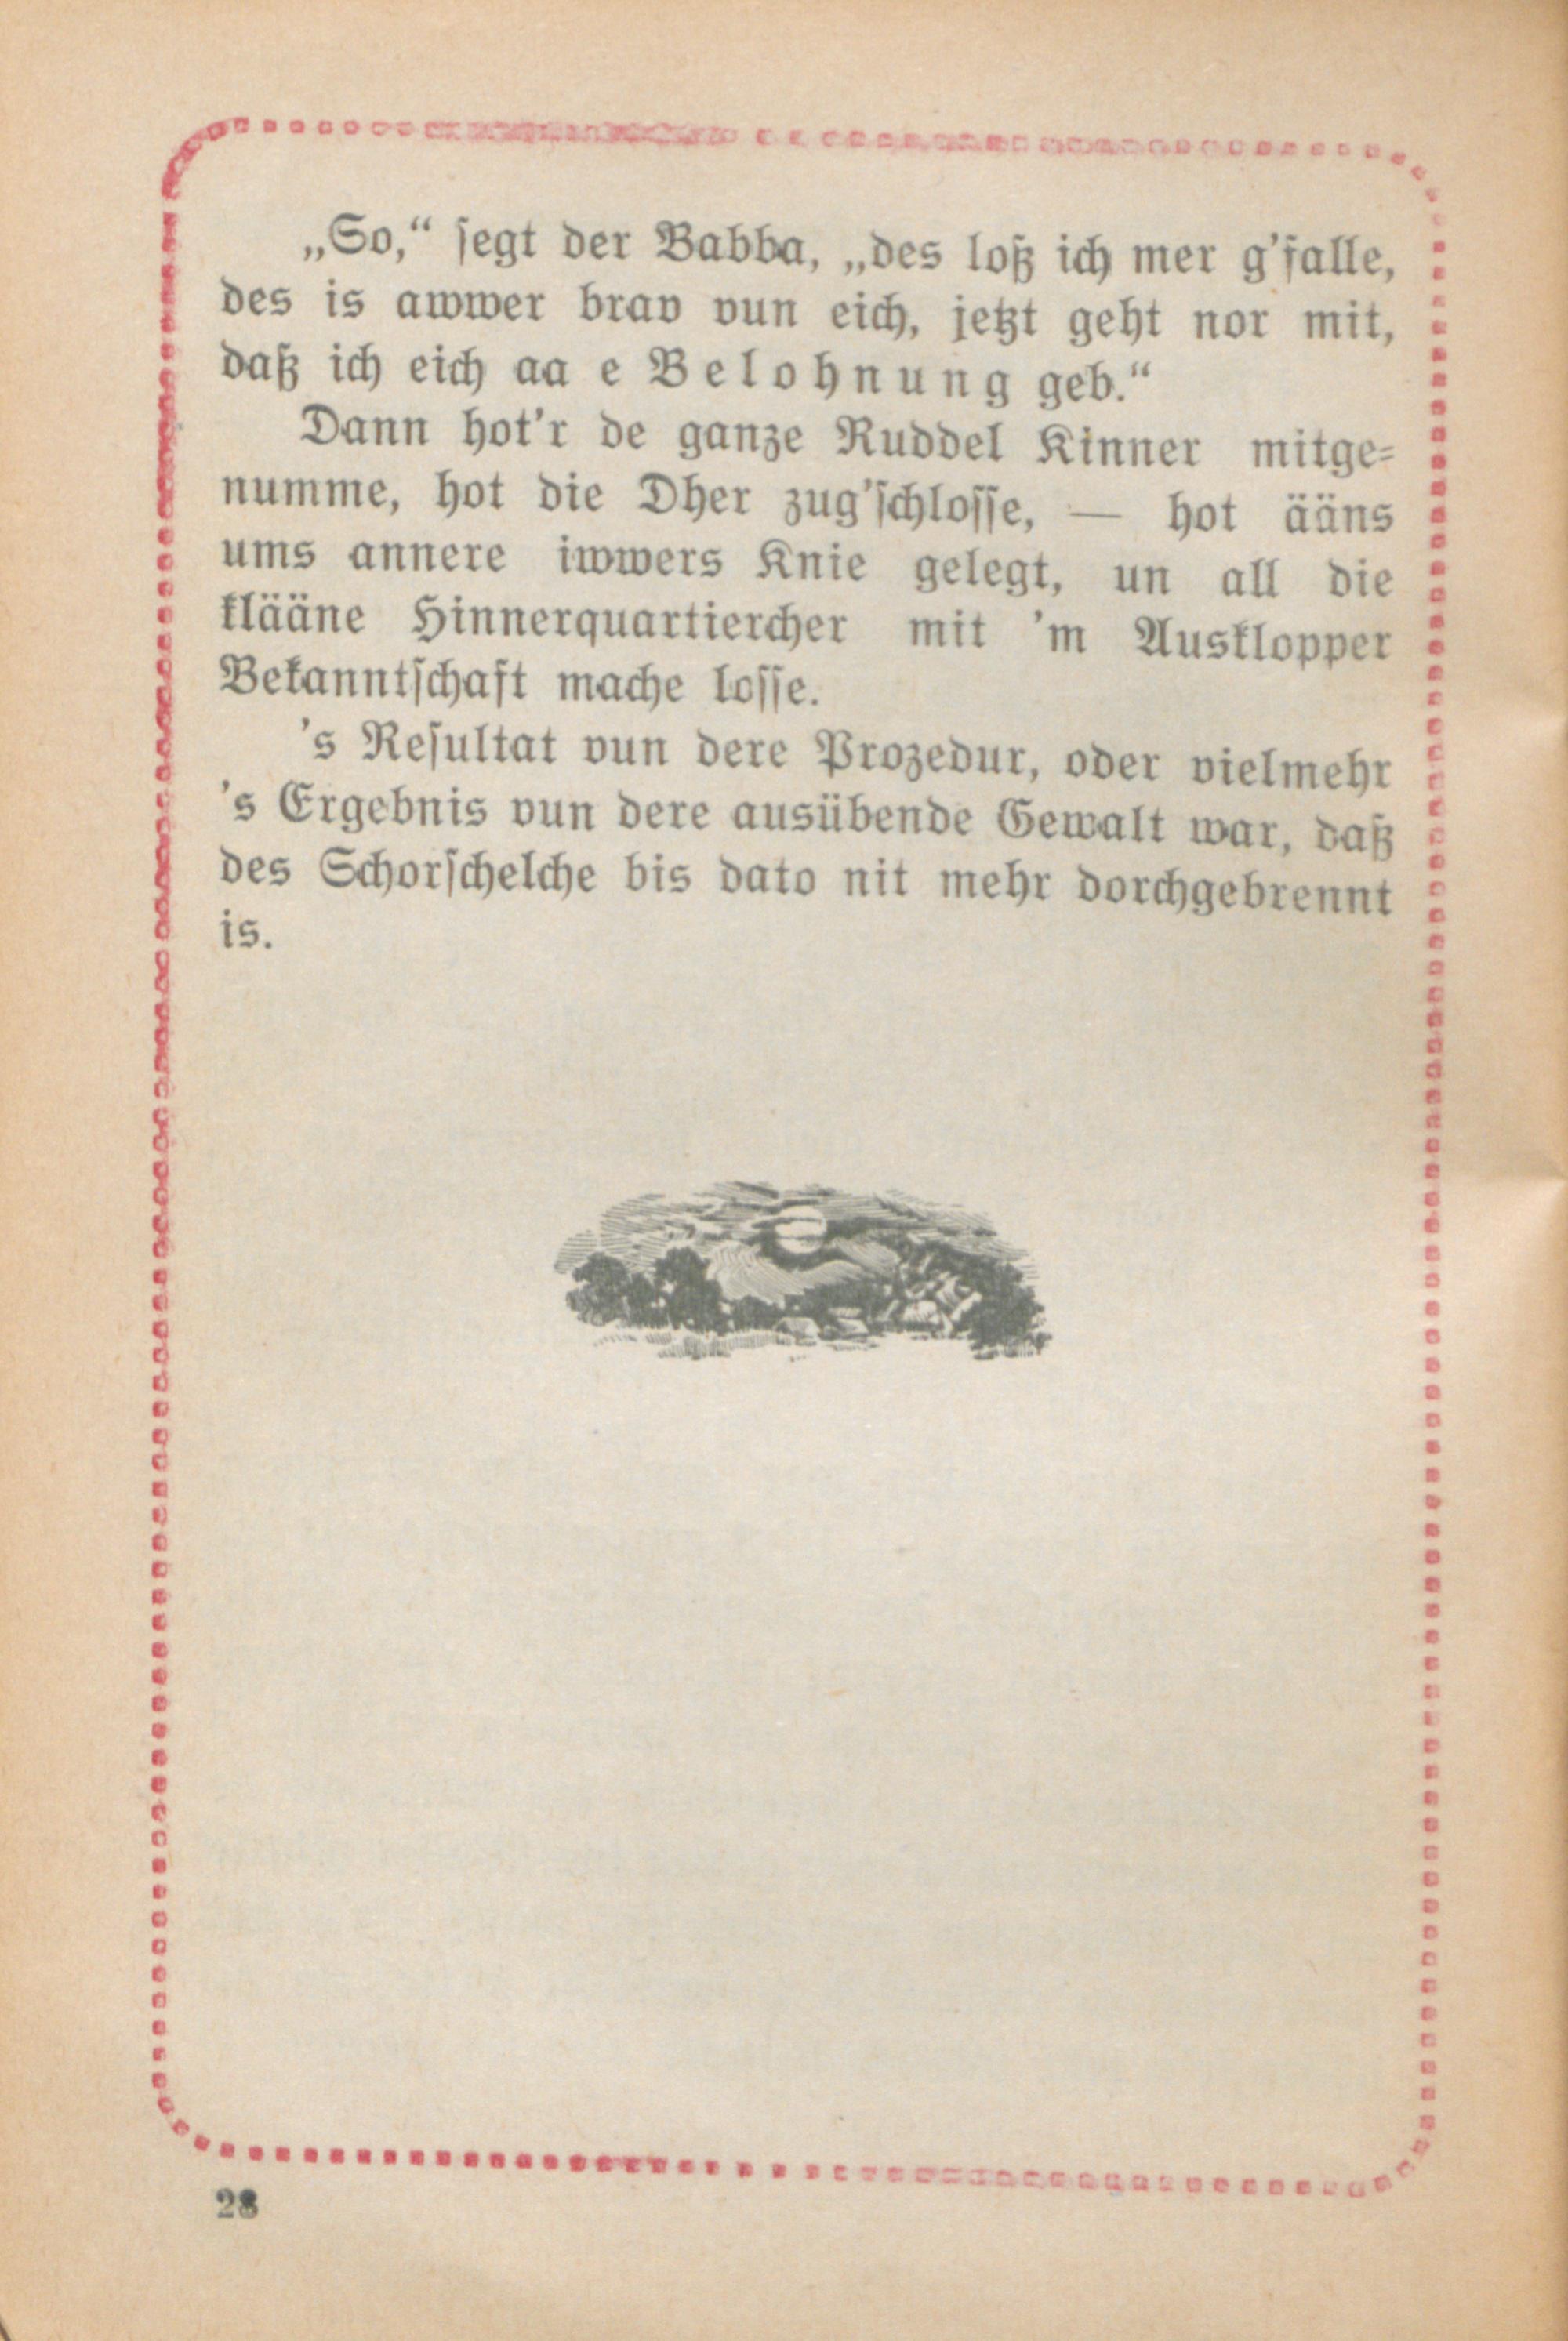 „So,“ segt der Babba, „des loß ich mer g'falle,
des is awwer brav vun eich, jetzt geht nor mit,
daß ich eich aa e Belohnung geb.“
Dann hot'r de ganze Ruddel Kinner mitge-
numme, hot die Dher zug'schlosse, — hot ääns
ums annere iwwers Knie gelegt, un all die
klääne Hinnerquartiercher mit 'm Ausklopper
Bekanntschaft mache losse.
's Resultat vun dere Prozedur, oder vielmehr
's Ergebnis vun dere ausübende Gewalt war, daß
des Schorschelche bis dato nit mehr dorchgebrennt
is.
28